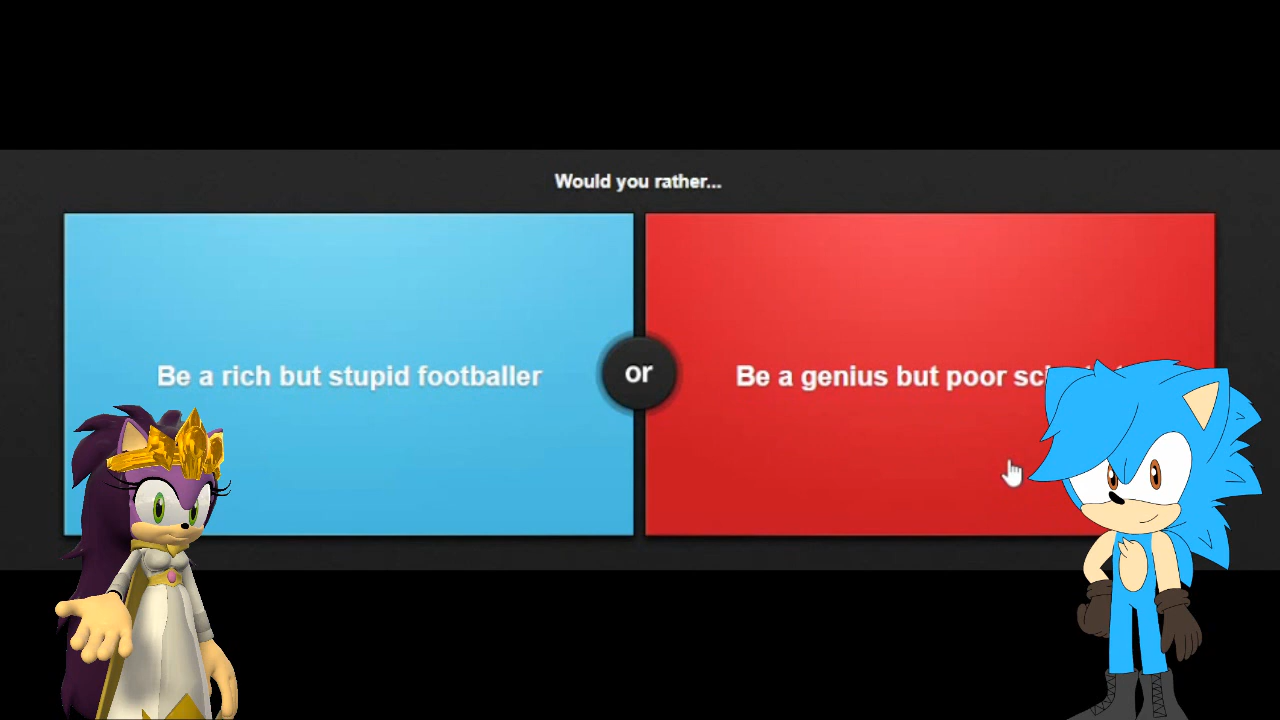 Would you rather...
Be a rich but stupid footballer
or
Be a genius but poor